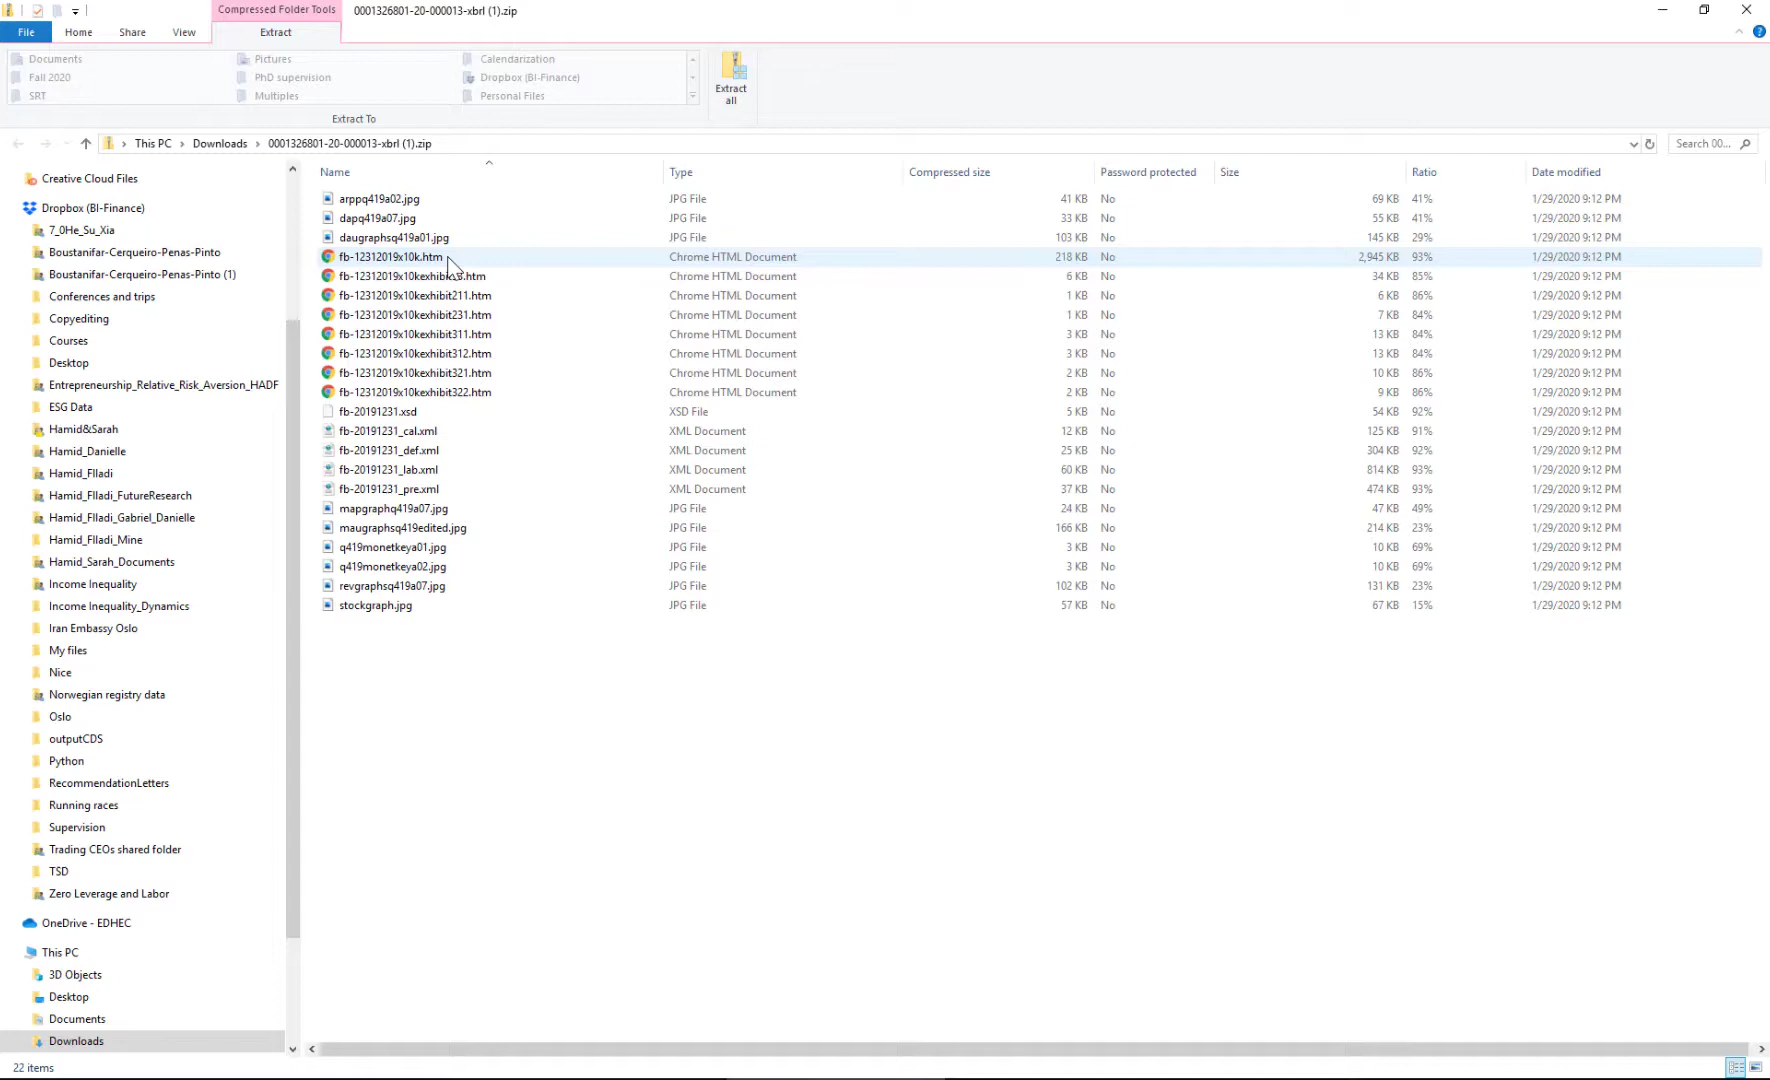 Compressed Folder Tools
0001326801-20-000013-xbrl (1).zip
File
Home
Share
View
Extract
Documents
Pictures
Calendarization
Fall 2020
PhD supervision
Dropbox (BI-Finance)
SRT
Multiples
Personal Files
Extract all
Extract To
This PC
Downloads
0001326801-20-000013-xbrl (1).zip
Search 00...
Creative Cloud Files
Dropbox (BI-Finance)
7_0He_Su_Xia
Boustanifar-Cerqueiro-Penas-Pinto
Boustanifar-Cerqueiro-Penas-Pinto (1)
Conferences and trips
Copyediting
Courses
Desktop
Entrepreneurship_Relative_Risk_Aversion_HADF
ESG Data
Hamid&Sarah
Hamid_Danielle
Hamid_Flladi
Hamid_Flladi_FutureResearch
Hamid_Flladi_Gabriel_Danielle
Hamid_Flladi_Mine
Hamid_Sarah_Documents
Income Inequality
Income Inequality_Dynamics
Iran Embassy Oslo
My files
Nice
Norwegian registry data
Oslo
outputCDS
Python
RecommendationLetters
Running races
Supervision
Trading CEOs shared folder
TSD
Zero Leverage and Labor
OneDrive - EDHEC
This PC
3D Objects
Desktop
Documents
Downloads
Name Type Compressed size Password protected Size Ratio Date modified
arppq419a02.jpg JPG File 41 KB No 69 KB 41% 1/29/2020 9:12 PM
dapq419a07.jpg JPG File 33 KB No 55 KB 41% 1/29/2020 9:12 PM
daugraphsq419a01.jpg JPG File 103 KB No 145 KB 29% 1/29/2020 9:12 PM
fb-12312019x10k.htm Chrome HTML Document 218 KB No 2,945 KB 93% 1/29/2020 9:12 PM
fb-12312019x10kexhibit .htm Chrome HTML Document 6 KB No 34 KB 85% 1/29/2020 9:12 PM
fb-12312019x10kexhibit211.htm Chrome HTML Document 1 KB No 6 KB 86% 1/29/2020 9:12 PM
fb-12312019x10kexhibit231.htm Chrome HTML Document 1 KB No 7 KB 84% 1/29/2020 9:12 PM
fb-12312019x10kexhibit311.htm Chrome HTML Document 3 KB No 13 KB 84% 1/29/2020 9:12 PM
fb-12312019x10kexhibit312.htm Chrome HTML Document 3 KB No 13 KB 84% 1/29/2020 9:12 PM
fb-12312019x10kexhibit321.htm Chrome HTML Document 2 KB No 10 KB 86% 1/29/2020 9:12 PM
fb-12312019x10kexhibit322.htm Chrome HTML Document 2 KB No 9 KB 86% 1/29/2020 9:12 PM
fb-20191231.xsd XSD File 5 KB No 54 KB 92% 1/29/2020 9:12 PM
fb-20191231_cal.xml XML Document 12 KB No 125 KB 91% 1/29/2020 9:12 PM
fb-20191231_def.xml XML Document 25 KB No 304 KB 92% 1/29/2020 9:12 PM
fb-20191231_lab.xml XML Document 60 KB No 814 KB 93% 1/29/2020 9:12 PM
fb-20191231_pre.xml XML Document 37 KB No 474 KB 93% 1/29/2020 9:12 PM
mapgraphq419a07.jpg JPG File 24 KB No 47 KB 49% 1/29/2020 9:12 PM
maugraphsq419edited.jpg JPG File 166 KB No 214 KB 23% 1/29/2020 9:12 PM
q419monetkeya01.jpg JPG File 3 KB No 10 KB 69% 1/29/2020 9:12 PM
q419monetkeya02.jpg JPG File 3 KB No 10 KB 69% 1/29/2020 9:12 PM
revgraphsq419a07.jpg JPG File 102 KB No 131 KB 23% 1/29/2020 9:12 PM
stockgraph.jpg JPG File 57 KB No 67 KB 15% 1/29/2020 9:12 PM
22 items